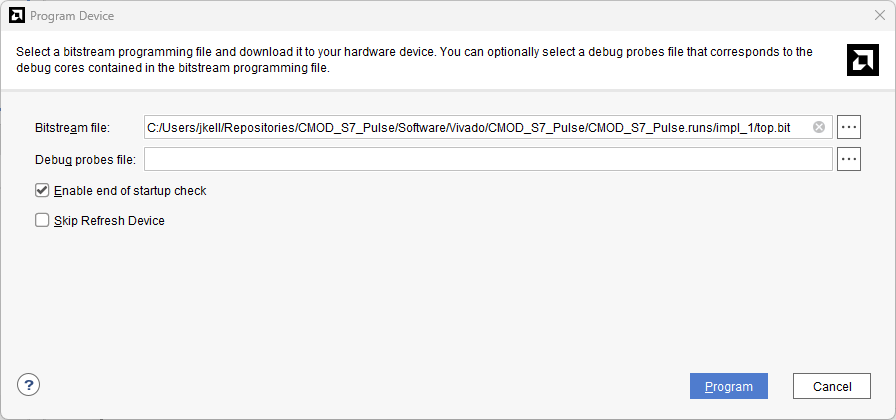 Program Device
Select a bitstream programming file and download it to your hardware device. You can optionally select a debug probes file that corresponds to the
debug cores contained in the bitstream programming file.
Bitstream file: C:/Users/jkell/Repositories/CMOD_S7_Pulse/Software/Vivado/CMOD_S7_Pulse/CMOD_S7_Pulse.runs/impl_1/top.bit
Debug probes file:
Enable end of startup check
Skip Refresh Device
? Program Cancel